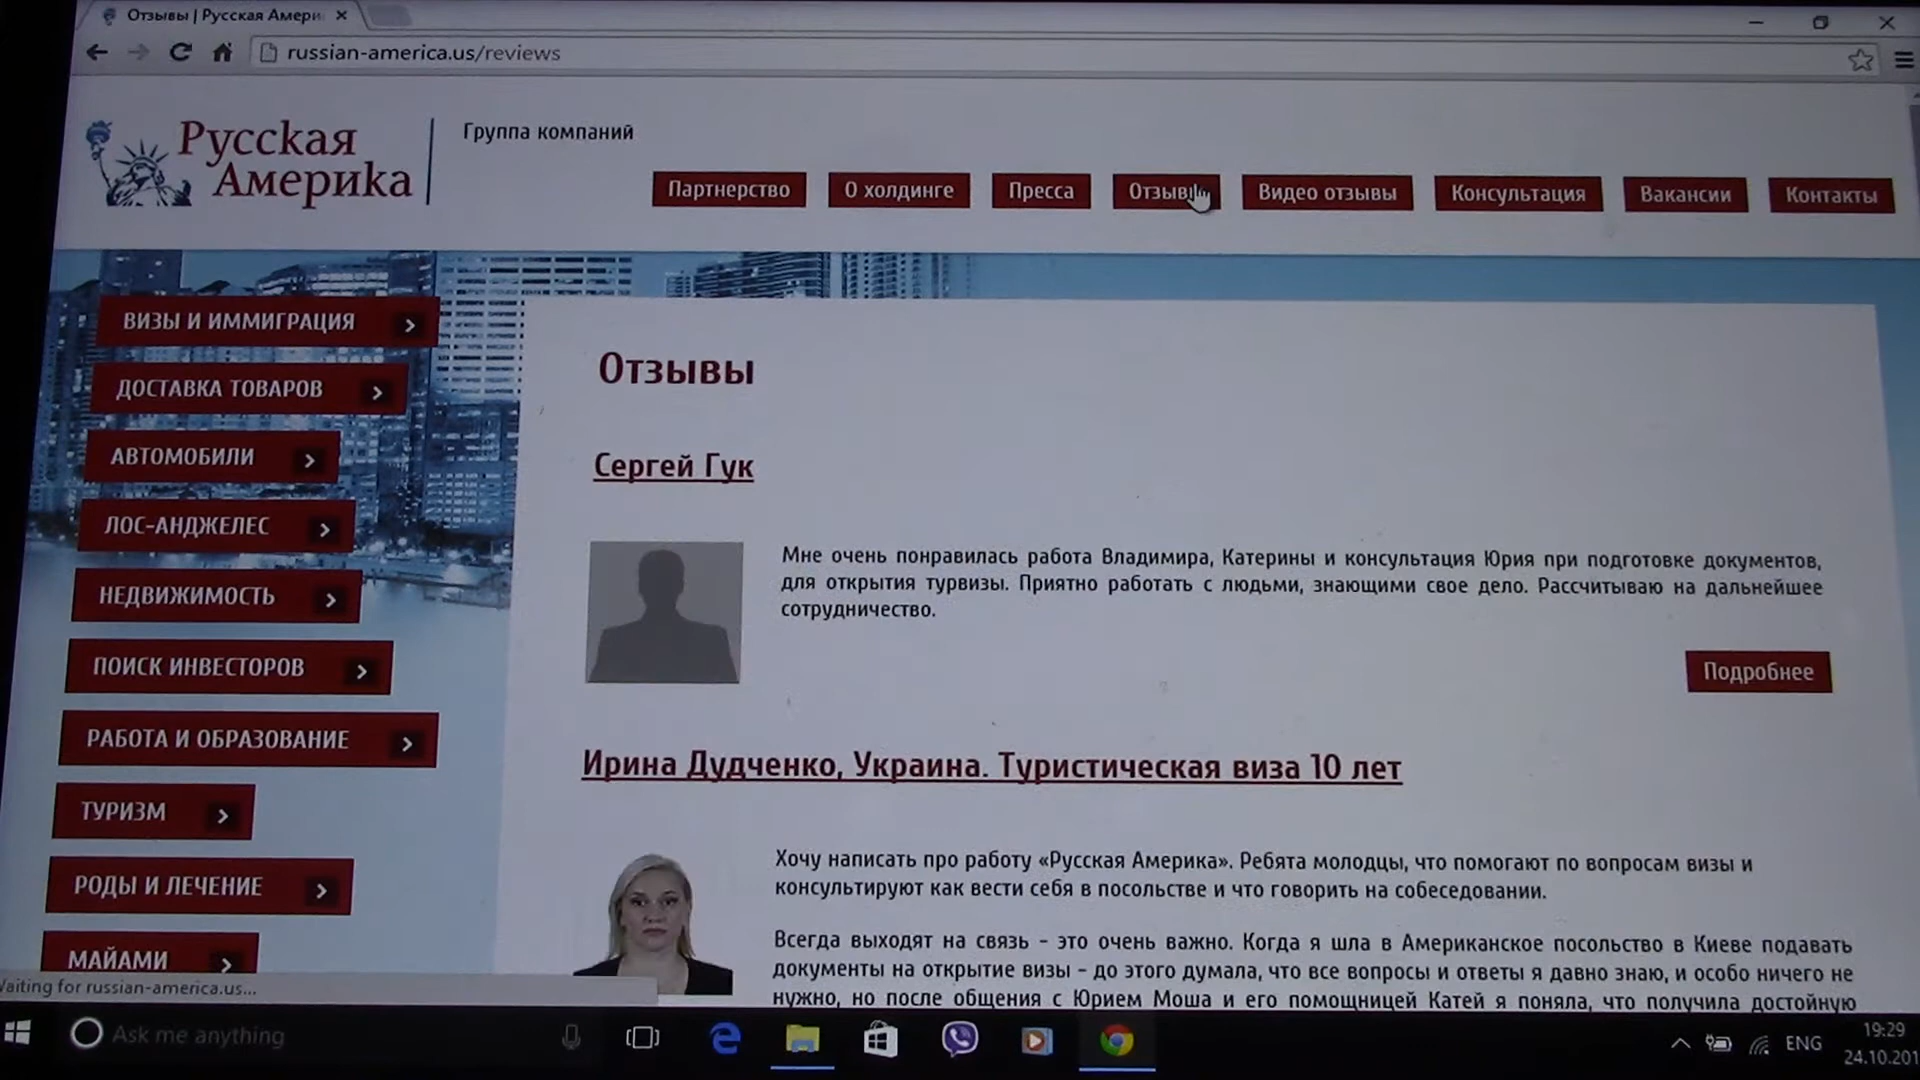 Отзывы | Русская Амери
russian-america.us/reviews
Русская
Америка
Группа компаний
Партнерство
О холдинге
Пресса
Отзывы
Видео отзывы
Консультация
Вакансии
Контакты
ВИЗЫ И ИММИГРАЦИЯ
ДОСТАВКА ТОВАРОВ
АВТОМОБИЛИ
ЛОС-АНДЖЕЛЕС
НЕДВИЖИМОСТЬ
ПОИСК ИНВЕСТОРОВ
РАБОТА И ОБРАЗОВАНИЕ
ТУРИЗМ
РОДЫ И ЛЕЧЕНИЕ
МАЙАМИ
Отзывы
Сергей Гук
Мне очень понравилась работа Владимира, Катерины и консультация Юрия при подготовке документов,
для открытия турвизы. Приятно работать с людьми, знающими свое дело. Рассчитываю на дальнейшее
сотрудничество.
Подробнее
Ирина Дудченко, Украина. Туристическая виза 10 лет
Хочу написать про работу «Русская Америка». Ребята молодцы, что помогают по вопросам визы и
консультируют как вести себя в посольстве и что говорить на собеседовании.
Всегда выходят на связь - это очень важно. Когда я шла в Американское посольство в Киеве подавать
документы на открытие визы - до этого думала, что все вопросы и ответы я давно знаю, и особо ничего не
нужно, но после общения с Юрием Моша и его помощницей Катей я поняла, что получила достойную
Waiting for russian-america.us...
Ask me anything
ENG
19:29
24.10.201